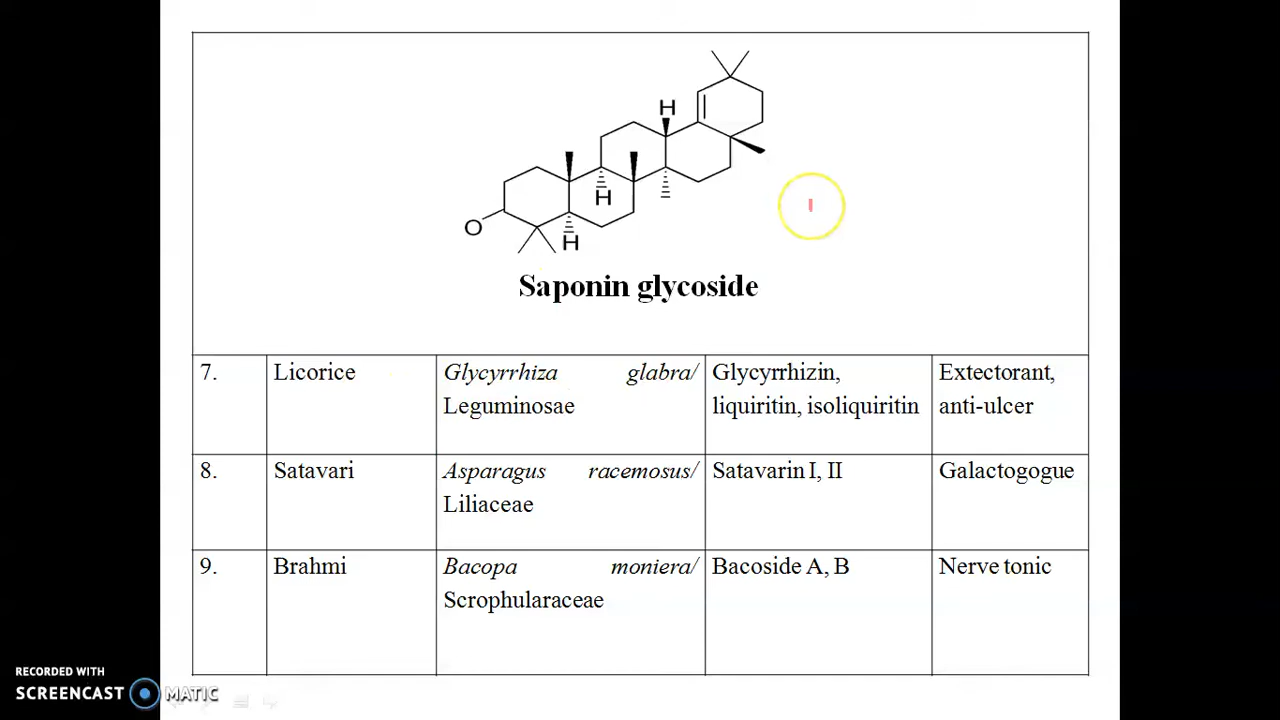 H
H
O
H
Saponin glycoside
7. Licorice Glycyrrhiza glabra/ Glycyrrhizin, Extectorant,
Leguminosae liquiritin, isoliquiritin anti-ulcer
8. Satavari Asparagus racemosus/ Satavarin I, II Galactogogue
Liliaceae
9. Brahmi Bacopa moniera/ Bacoside A, B Nerve tonic
Scrophularaceae
RECORDED WITH
SCREENCAST MATIC